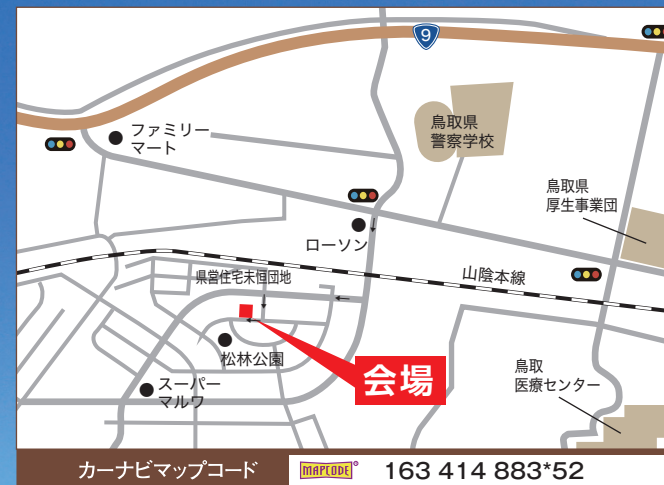 9
ファミリー
マート
鳥取県
警察学校
鳥取県
厚生事業団
ローソン
山陰本線
県営住宅末恒団地
会場
松林公園
スーパー
マルワ
鳥取
医療センター
カーナビマップコード MAPCODE® 163 414 883*52